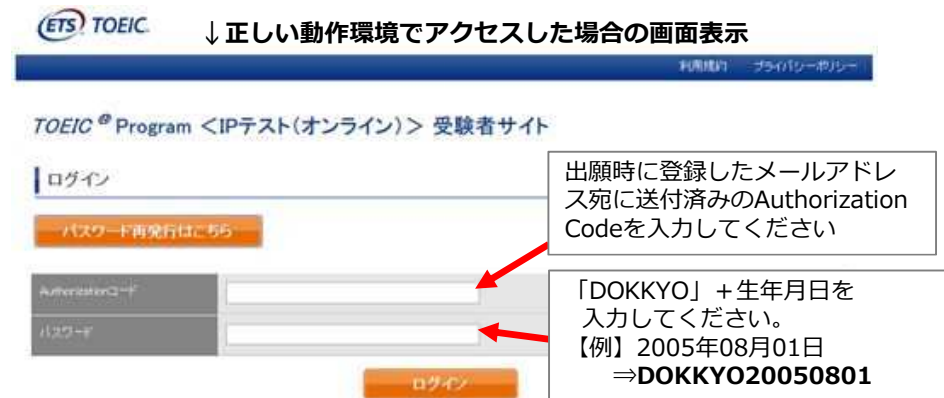 ETS TOEIC
↓正しい動作環境でアクセスした場合の画面表示
利用規約 プライバシーポリシー
TOEIC ® Program <IPテスト(オンライン)> 受験者サイト
ログイン
出願時に登録したメールアドレ
ス宛に送付済みのAuthorization
Codeを入力してください
パスワード再発行はこちら
Authorizationコード
パスワード
「DOKKYO」+生年月日を
入力してください。
【例】2005年08月01日
⇒DOKKYO20050801
ログイン